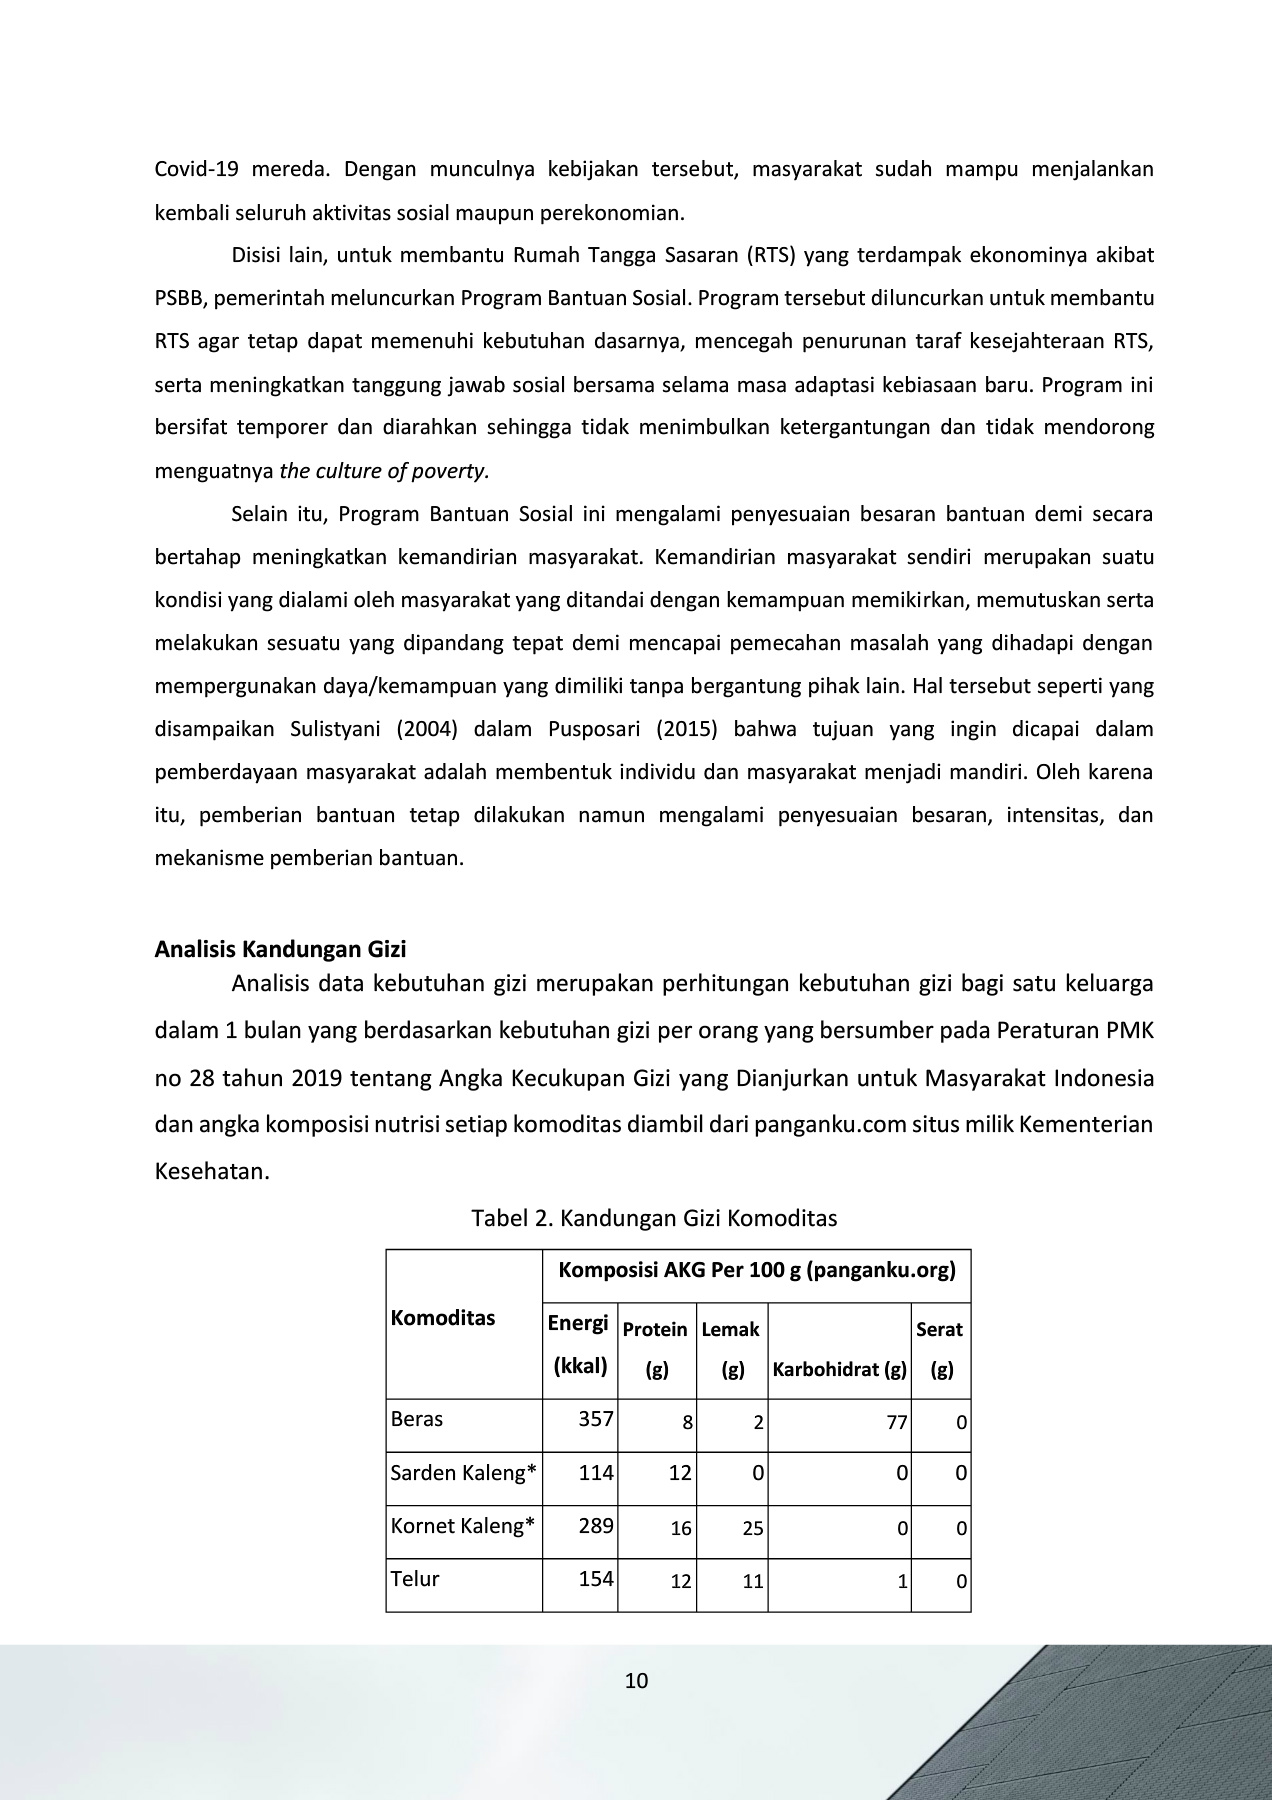 Covid-19 mereda. Dengan munculnya kebijakan tersebut, masyarakat sudah mampu menjalankan
kembali seluruh aktivitas sosial maupun perekonomian.
Disisi lain, untuk membantu Rumah Tangga Sasaran (RTS) yang terdampak ekonominya akibat
PSBB, pemerintah meluncurkan Program Bantuan Sosial. Program tersebut diluncurkan untuk membantu
RTS agar tetap dapat memenuhi kebutuhan dasarnya, mencegah penurunan taraf kesejahteraan RTS,
serta meningkatkan tanggung jawab sosial bersama selama masa adaptasi kebiasaan baru. Program ini
bersifat temporer dan diarahkan sehingga tidak menimbulkan ketergantungan dan tidak mendorong
menguatnya the culture of poverty.
Selain itu, Program Bantuan Sosial ini mengalami penyesuaian besaran bantuan demi secara
bertahap meningkatkan kemandirian masyarakat. Kemandirian masyarakat sendiri merupakan suatu
kondisi yang dialami oleh masyarakat yang ditandai dengan kemampuan memikirkan, memutuskan serta
melakukan sesuatu yang dipandang tepat demi mencapai pemecahan masalah yang dihadapi dengan
mempergunakan daya/kemampuan yang dimiliki tanpa bergantung pihak lain. Hal tersebut seperti yang
disampaikan Sulistyani (2004) dalam Pusposari (2015) bahwa tujuan yang ingin dicapai dalam
pemberdayaan masyarakat adalah membentuk individu dan masyarakat menjadi mandiri. Oleh karena
itu, pemberian bantuan tetap dilakukan namun mengalami penyesuaian besaran, intensitas, dan
mekanisme pemberian bantuan.
Analisis Kandungan Gizi
Analisis data kebutuhan gizi merupakan perhitungan kebutuhan gizi bagi satu keluarga
dalam 1 bulan yang berdasarkan kebutuhan gizi per orang yang bersumber pada Peraturan PMK
no 28 tahun 2019 tentang Angka Kecukupan Gizi yang Dianjurkan untuk Masyarakat Indonesia
dan angka komposisi nutrisi setiap komoditas diambil dari panganku.com situs milik Kementerian
Kesehatan.
Tabel 2. Kandungan Gizi Komoditas
Komoditas Komposisi AKG Per 100 g (panganku.org)
Energi (kkal) Protein (g) Lemak (g) Karbohidrat (g) Serat (g)
Beras 357 8 2 77 0
Sarden Kaleng* 114 12 0 0 0
Kornet Kaleng* 289 16 25 0 0
Telur 154 12 11 1 0
10